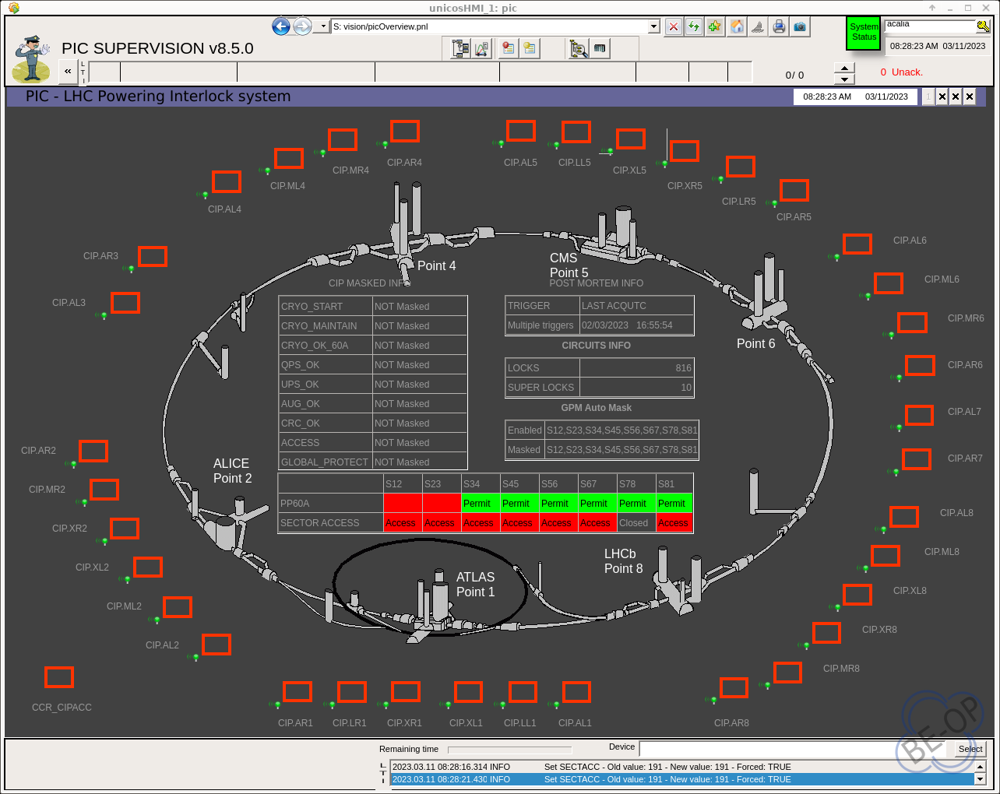 unicosHMI_1: pic
S: vision/picOverview.pnl
System
Status
acalia
PIC SUPERVISION v8.5.0
08:28:23 AM 03/11/2023
«
L
T
I
0/ 0
0 Unack.
PIC - LHC Powering Interlock system
08:28:23 AM 03/11/2023
1
CIP.AL4
CIP.ML4
CIP.MR4
CIP.AR4
CIP.AL5
CIP.LL5
CIP.XL5
CIP.XR5
CIP.LR5
CIP.AR5
CIP.AR3
CIP.AL3
CIP.AL6
CIP.ML6
CIP.MR6
CIP.AR6
CIP.AL7
CIP.AR7
CIP.AL8
CIP.ML8
CIP.XL8
CIP.XR8
CIP.MR8
CIP.AR8
Point 4
CMS
Point 5
Point 6
CIP MASKED INFO
CRYO_START NOT Masked
CRYO_MAINTAIN NOT Masked
CRYO_OK_60A NOT Masked
QPS_OK NOT Masked
UPS_OK NOT Masked
AUG_OK NOT Masked
CRC_OK NOT Masked
ACCESS NOT Masked
GLOBAL_PROTECT NOT Masked
POST MORTEM INFO
TRIGGER LAST ACQUTC
Multiple triggers 02/03/2023 16:55:54
CIRCUITS INFO
LOCKS 816
SUPER LOCKS 10
GPM Auto Mask
Enabled S12,S23,S34,S45,S56,S67,S78,S81
Masked S12,S23,S34,S45,S56,S67,S78,S81
S12 S23 S34 S45 S56 S67 S78 S81
PP60A Permit Permit Permit Permit Permit Permit
SECTOR ACCESS Access Access Access Access Access Access Closed Access
ALICE
Point 2
ATLAS
Point 1
LHCb
Point 8
CIP.AR2
CIP.MR2
CIP.XR2
CIP.XL2
CIP.ML2
CIP.AL2
CCR_CIPACC
CIP.AR1
CIP.LR1
CIP.XR1
CIP.XL1
CIP.LL1
CIP.AL1
BE-OP
Remaining time
Device
Select
L
T
I
2023.03.11 08:28:16.314 INFO Set SECTACC - Old value: 191 - New value: 191 - Forced: TRUE
2023.03.11 08:28:21.430 INFO Set SECTACC - Old value: 191 - New value: 191 - Forced: TRUE